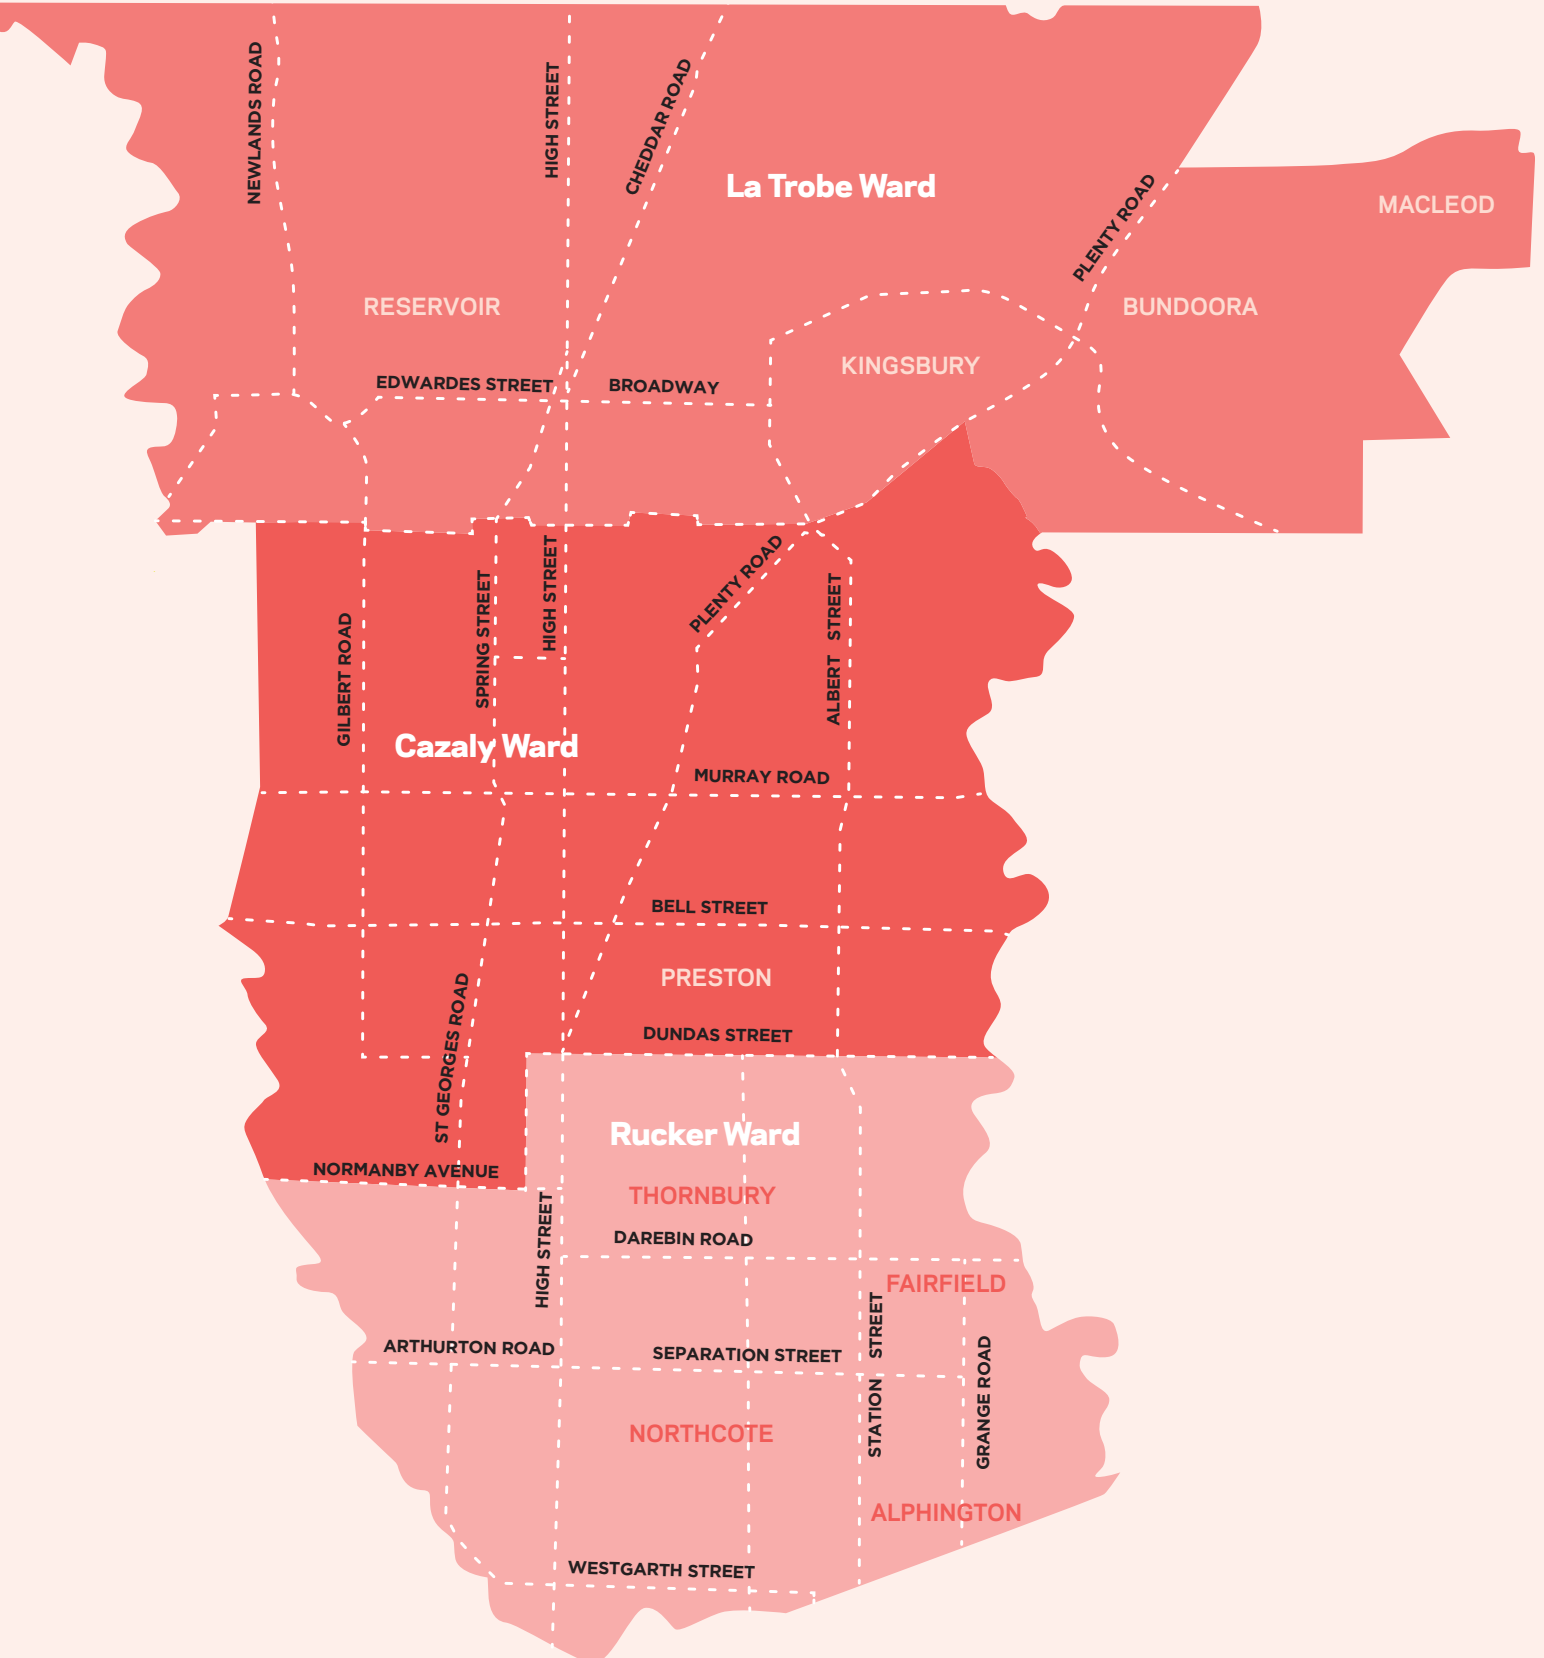 NEWLANDS ROAD
HIGH STREET
CHEDDAR ROAD
La Trobe Ward
PLENTY ROAD
MACLEOD
RESERVOIR
BUNDOORA
KINGSBURY
EDWARDES STREET
BROADWAY
GILBERT ROAD
SPRING STREET
HIGH STREET
PLENTY ROAD
ALBERT STREET
Cazaly Ward
MURRAY ROAD
BELL STREET
PRESTON
ST GEORGES ROAD
DUNDAS STREET
Rucker Ward
NORMANBY AVENUE
THORNBURY
HIGH STREET
DAREBIN ROAD
FAIRFIELD
ARTHURTON ROAD
SEPARATION STREET
STATION STREET
GRANGE ROAD
NORTHCOTE
ALPHINGTON
WESTGARTH STREET